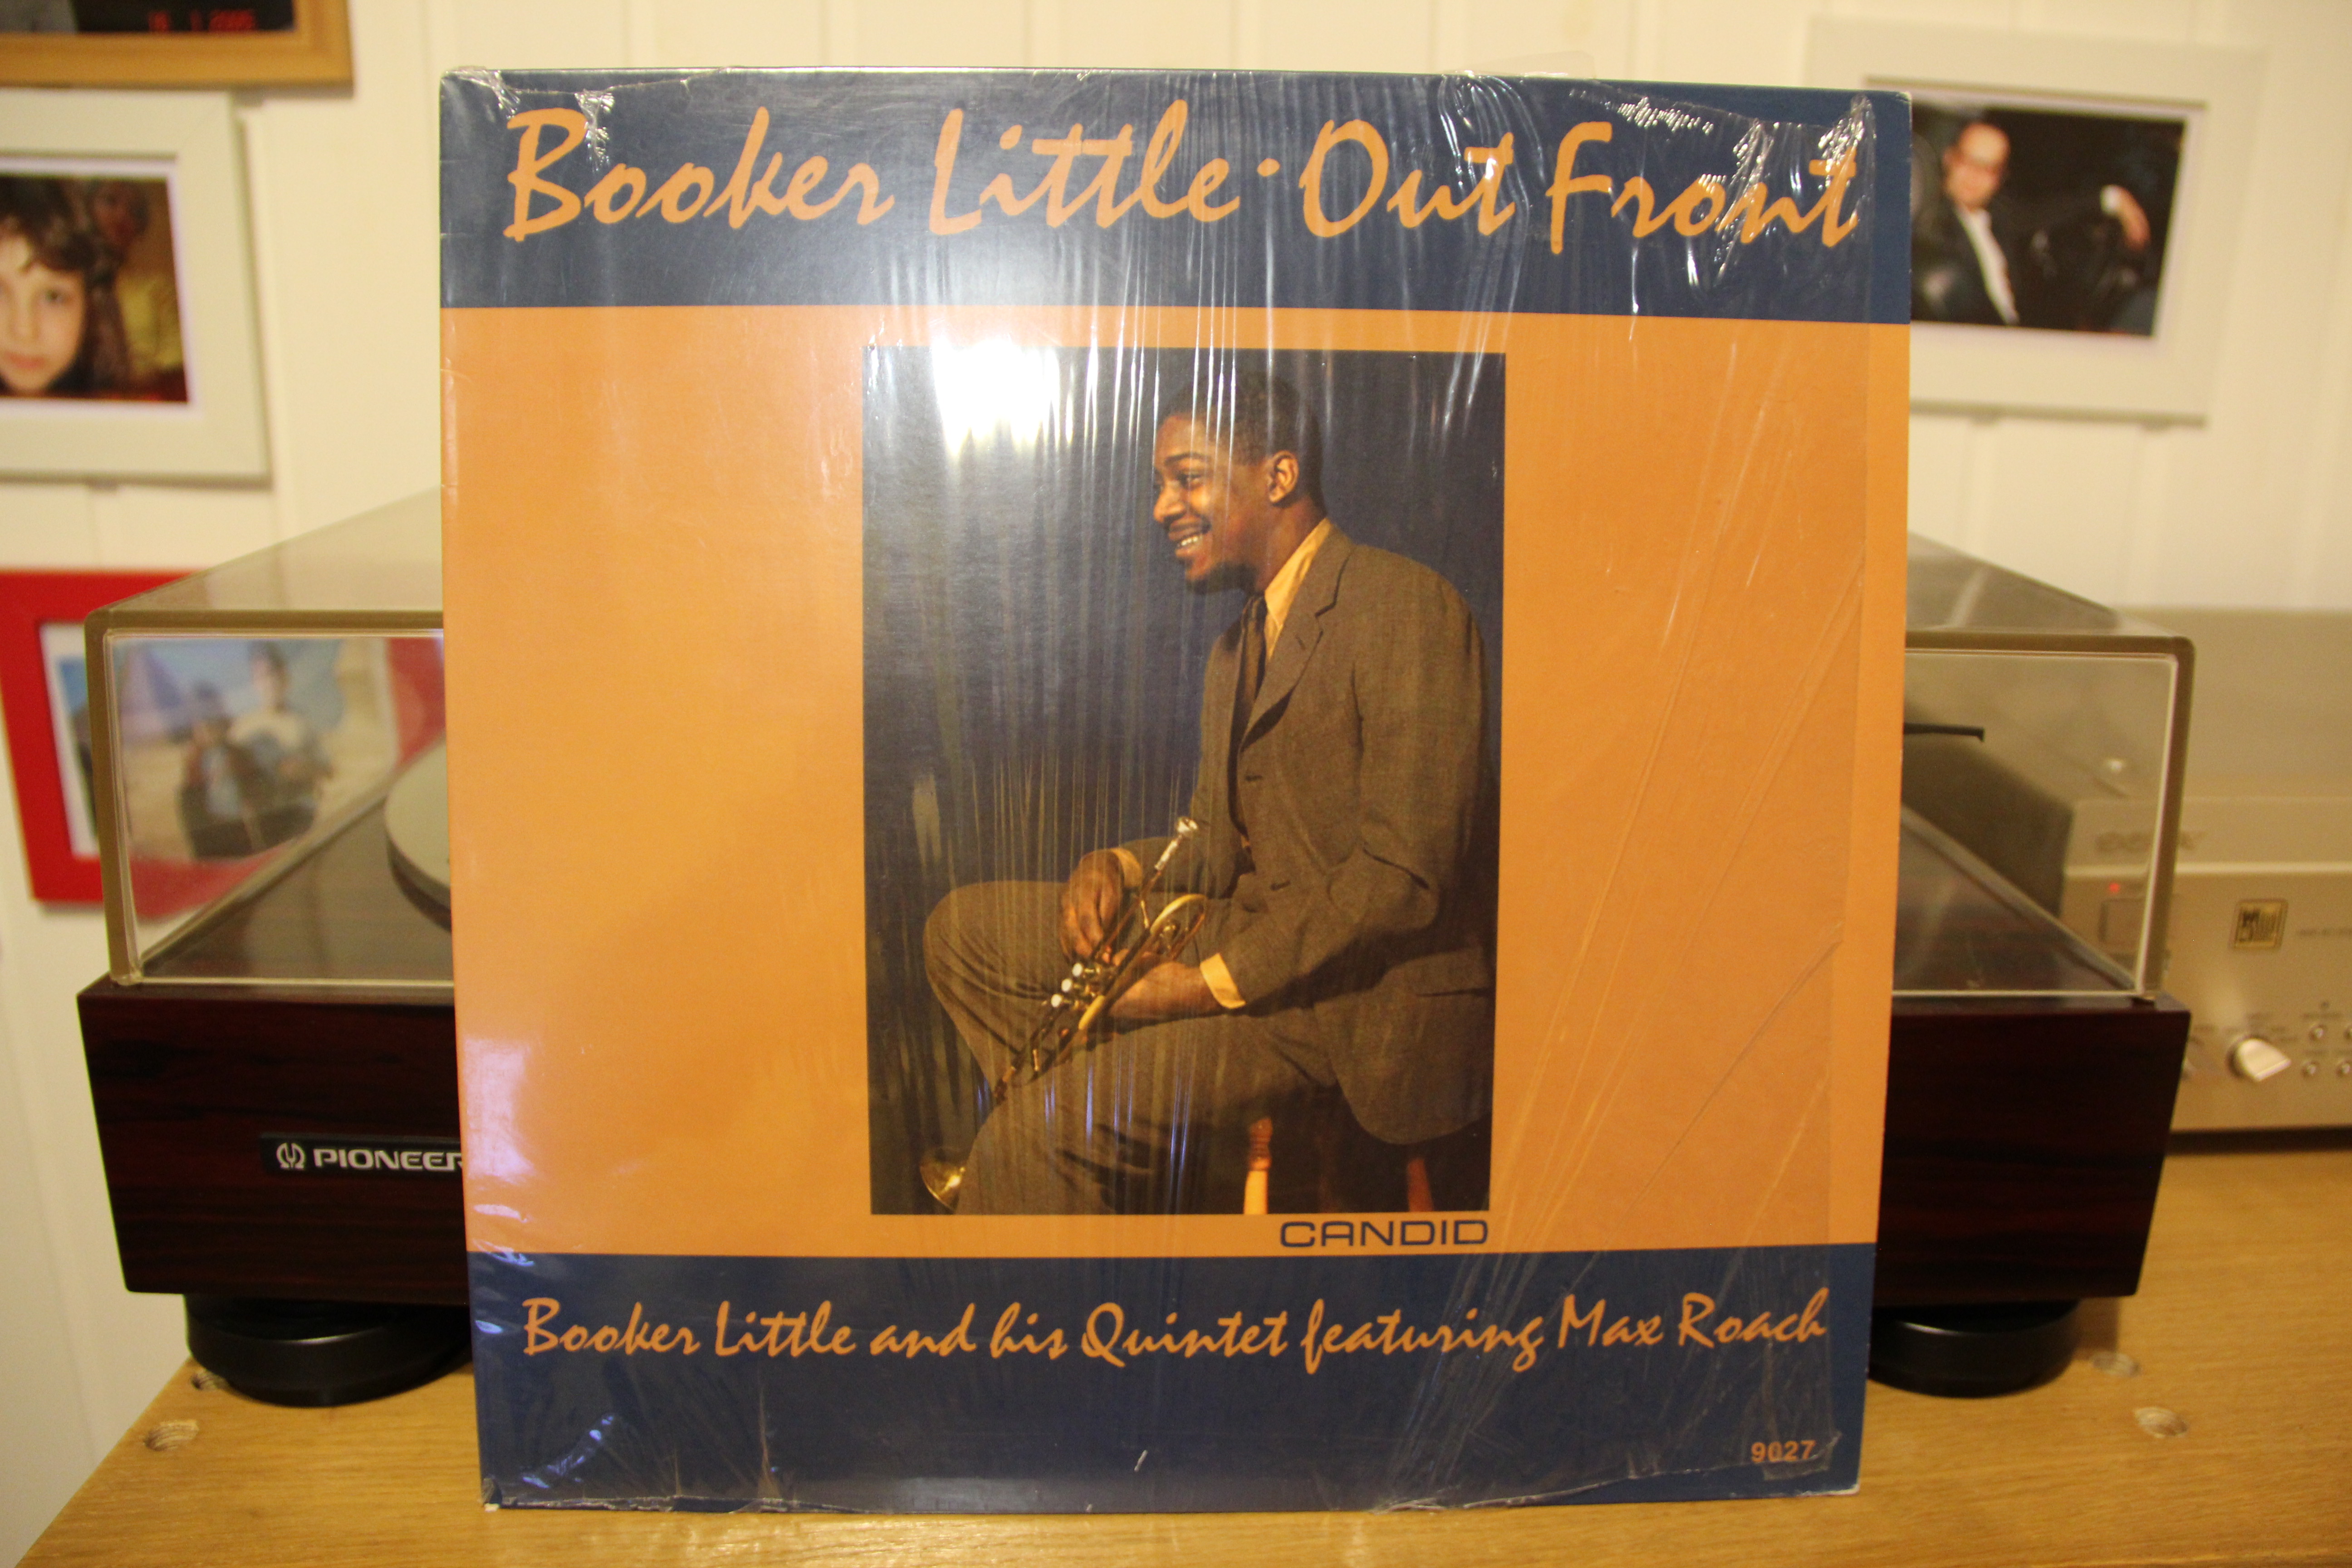 Booker Little · Out Front
CANDID
Booker Little and his Quintet featuring Max Roach
9027
PIONEER